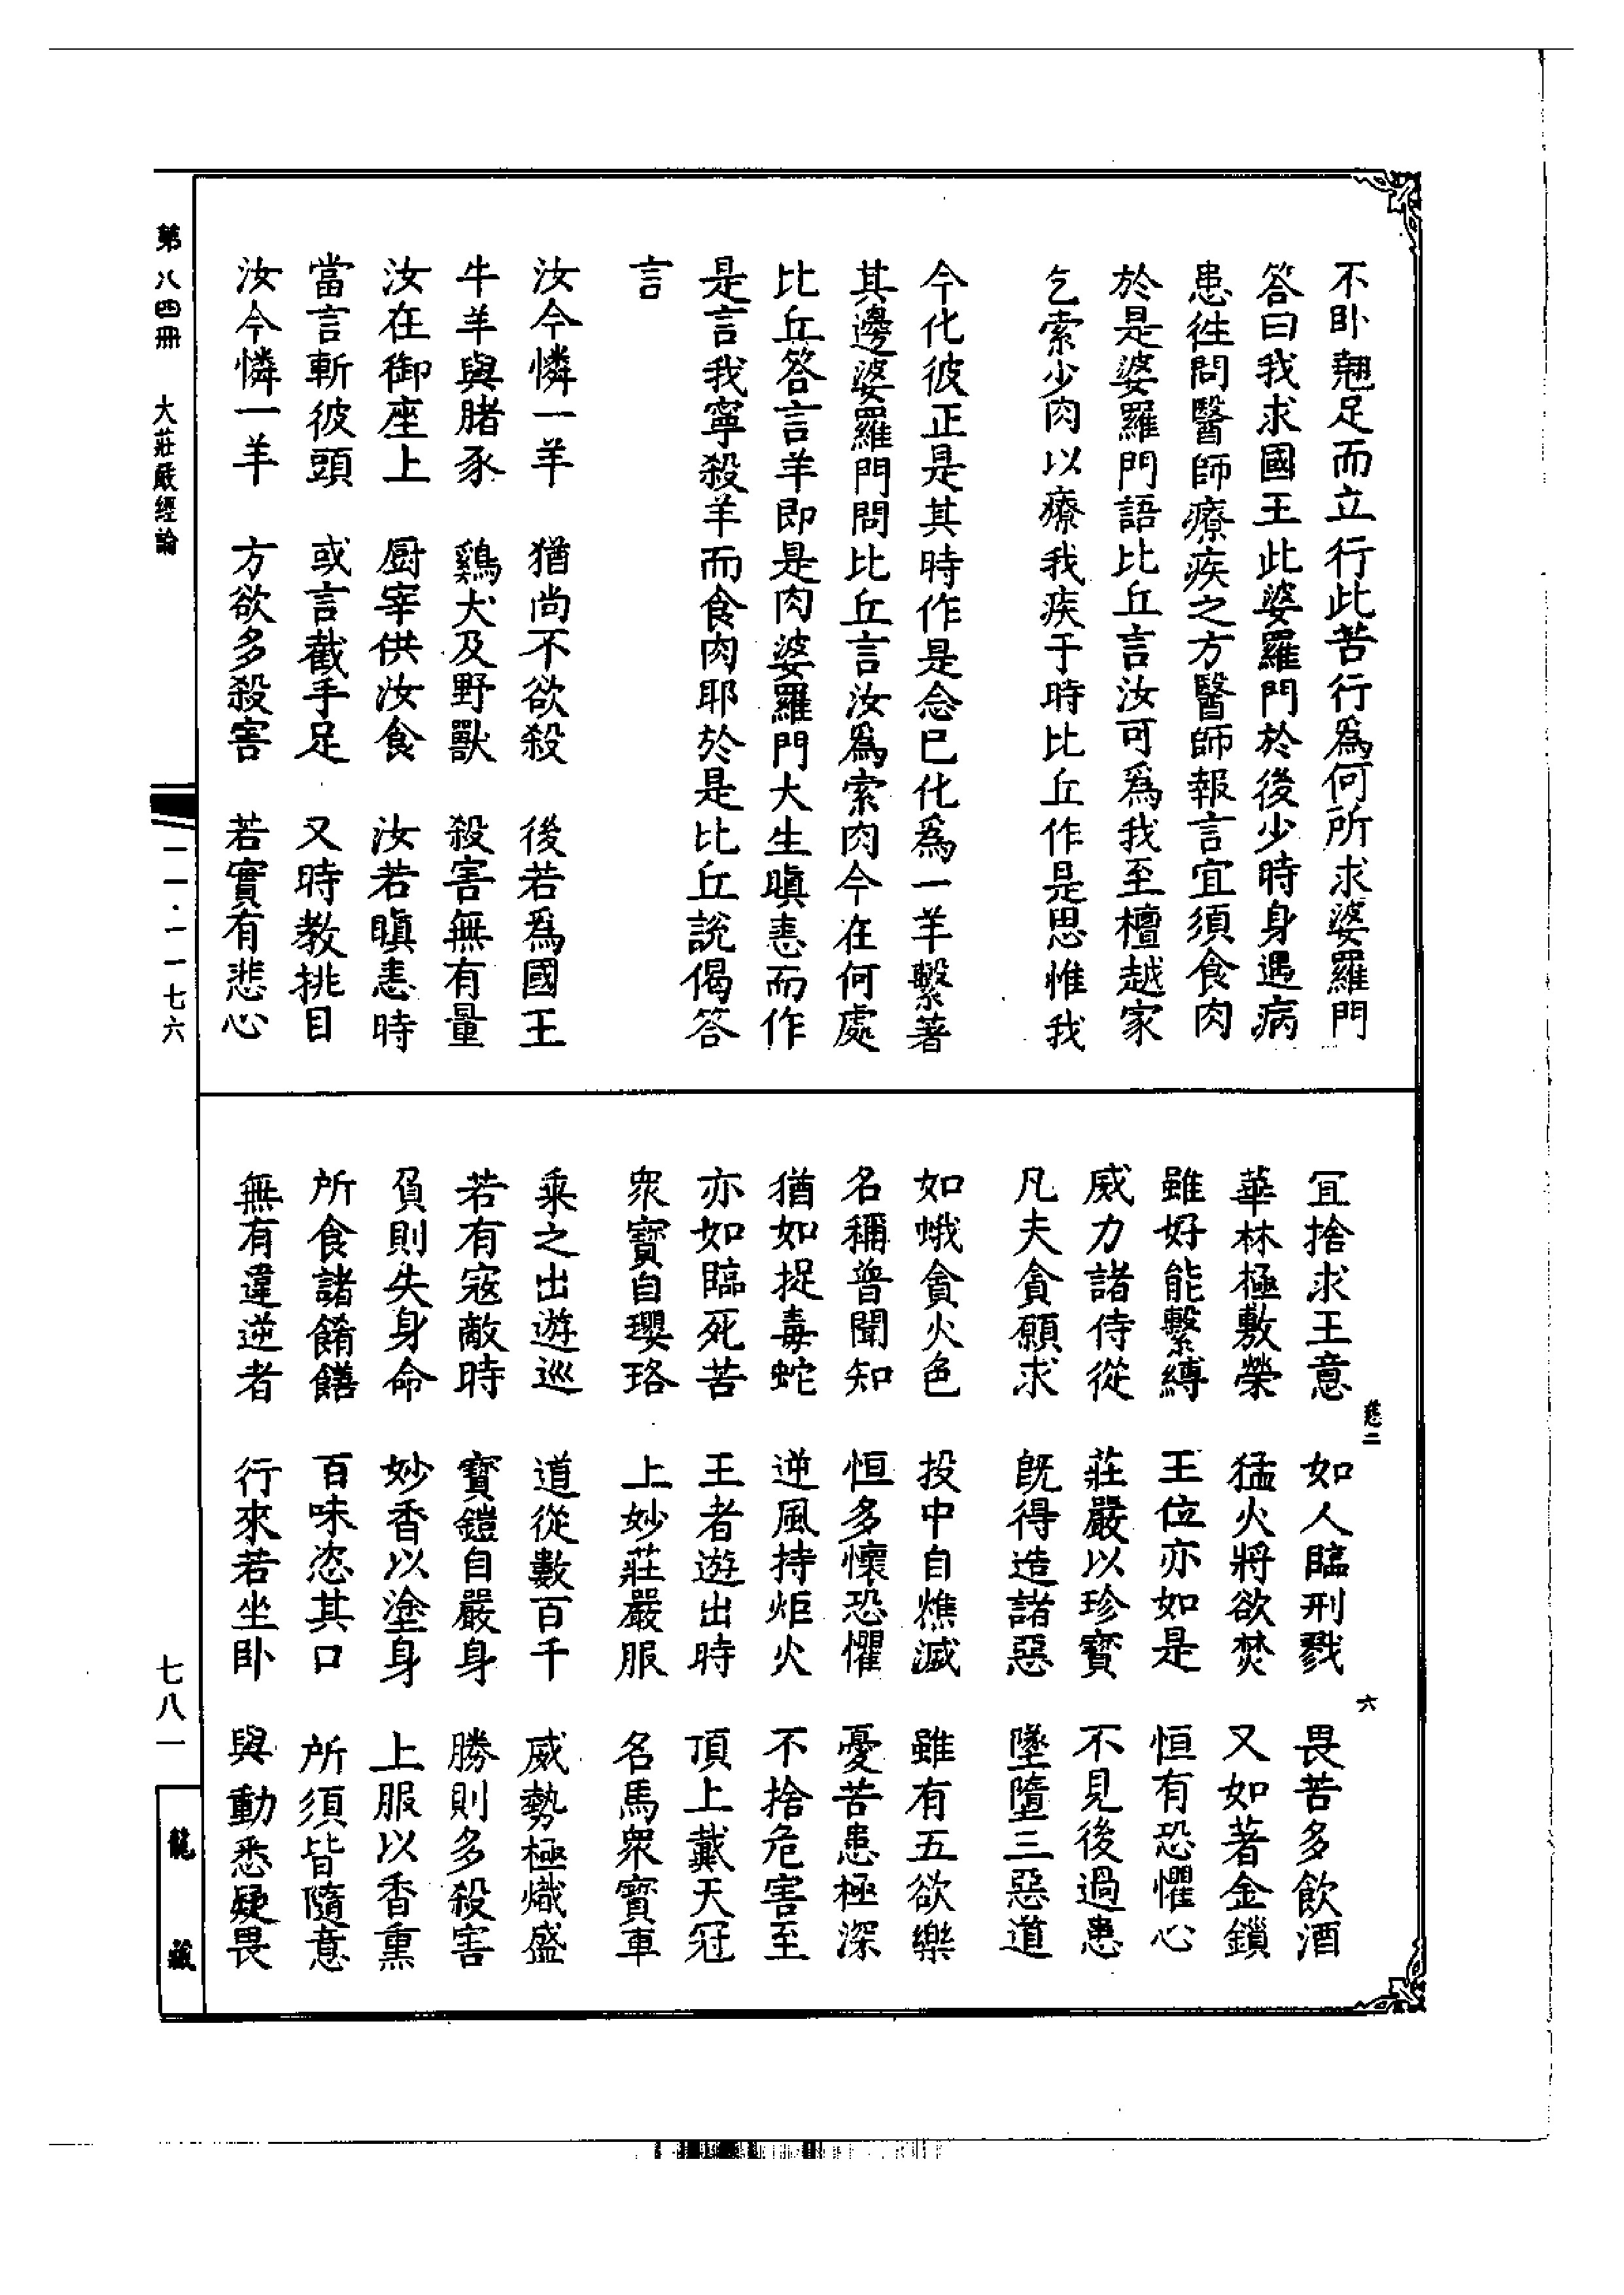 不卧翹足而立行此苦行爲何所求婆羅門
答曰我求國王此婆羅門於後少時身遇病
患徃問醫師療疾之方醫師報言宜須食肉
於是婆羅門語比丘言汝可爲我至檀越家
乞索少肉以療我疾于時比丘作是思惟我
今化彼正是其時作是念已化爲一羊繫著
其邊婆羅門問比丘言汝爲索肉今在何處
比丘答言羊即是肉婆羅門大生瞋恚而作
是言我寧殺羊而食肉耶於是比丘說偈答
言
汝今憐一羊 猶尚不欲殺 後若爲國王
牛羊與賭豕 鷄犬及野獸 殺害無有量
汝在御座上 厨宰供汝食 汝若瞋恚時
當言斬彼頭 或言截手足 又時教挑目
汝今憐一羊 方欲多殺害 若實有悲心
冝捨求王意 如人臨刑戮 畏苦多飲酒
華林極敷榮 猛火將欲焚 又如著金鎖
雖好能繫縛 王位亦如是 恒有恐懼心
威力諸侍從 莊嚴以珍寶 不見後過患
凡夫貪願求 旣得造諸惡 墜墮三惡道
如蛾貪火色 投中自燋滅 雖有五欲樂
名稱普聞知 恒多懷恐懼 憂苦患極深
猶如捉毒蛇 逆風持炬火 不捨危害至
亦如臨死苦 王者遊出時 頂上戴天冠
衆寶自瓔珞 上妙莊嚴服 名馬衆寶車
乘之出遊巡 道從數百千 威勢極熾盛
若有寇敵時 寶鎧自嚴身 勝則多殺害
負則失身命 妙香以塗身 上服以香熏
所食諸餚饍 百味恣其口 所須皆隨意
無有違逆者 行來若坐卧 與動悉疑畏
二
六
第八四冊 大莊嚴經論
一一·一一七六
七八一
龍藏